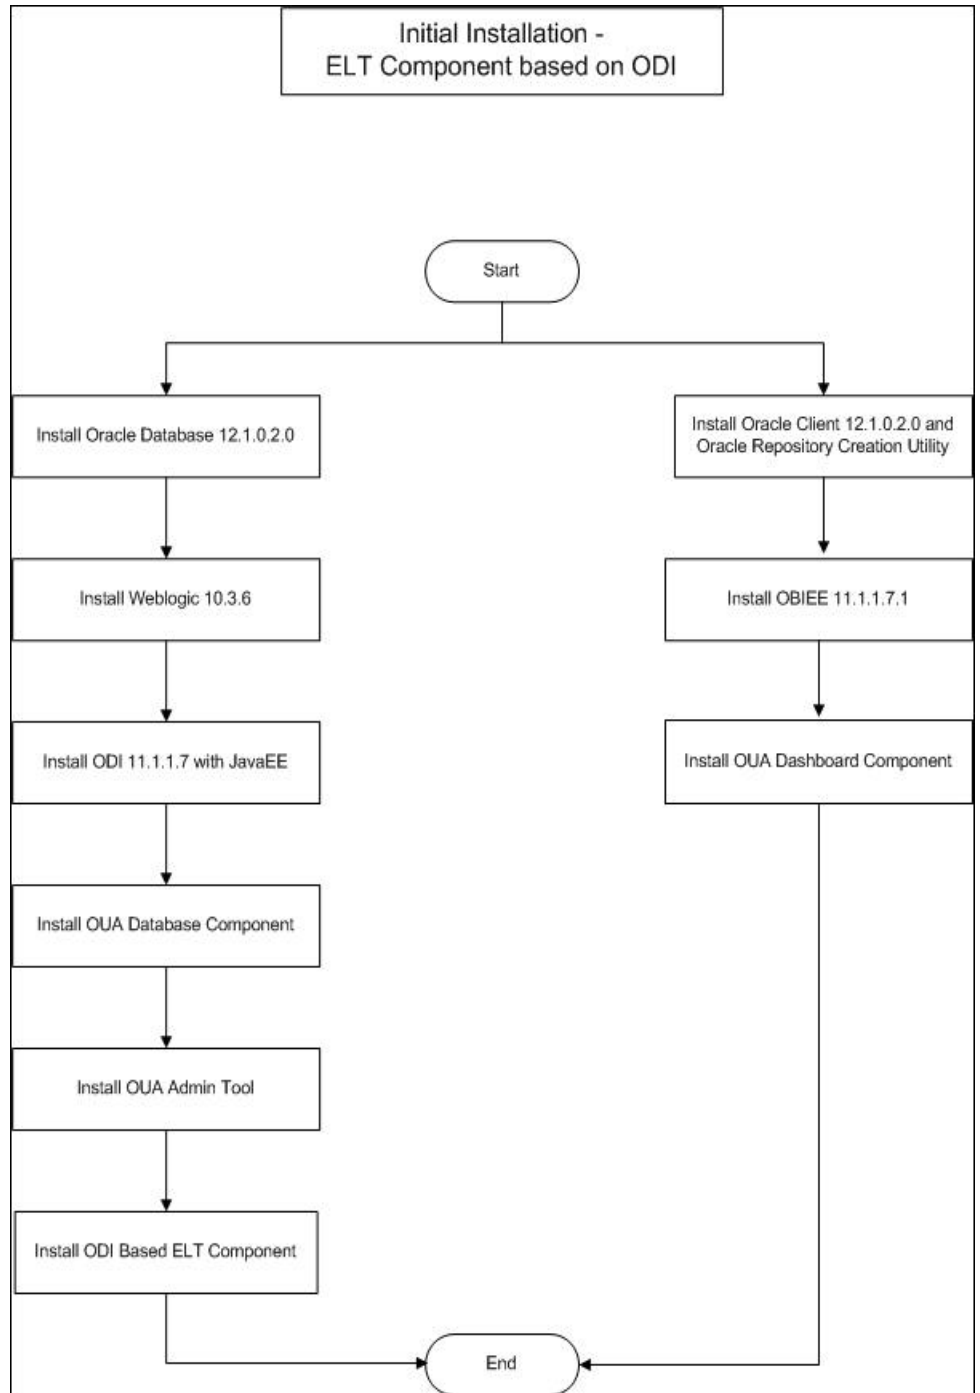 Initial Installation -
ELT Component based on ODI
Start
Install Oracle Database 12.1.0.2.0
Install Oracle Client 12.1.0.2.0 and
Oracle Repository Creation Utility
Install Weblogic 10.3.6
Install OBIEE 11.1.1.7.1
Install ODI 11.1.1.7 with JavaEE
Install OUA Dashboard Component
Install OUA Database Component
Install OUA Admin Tool
Install ODI Based ELT Component
End